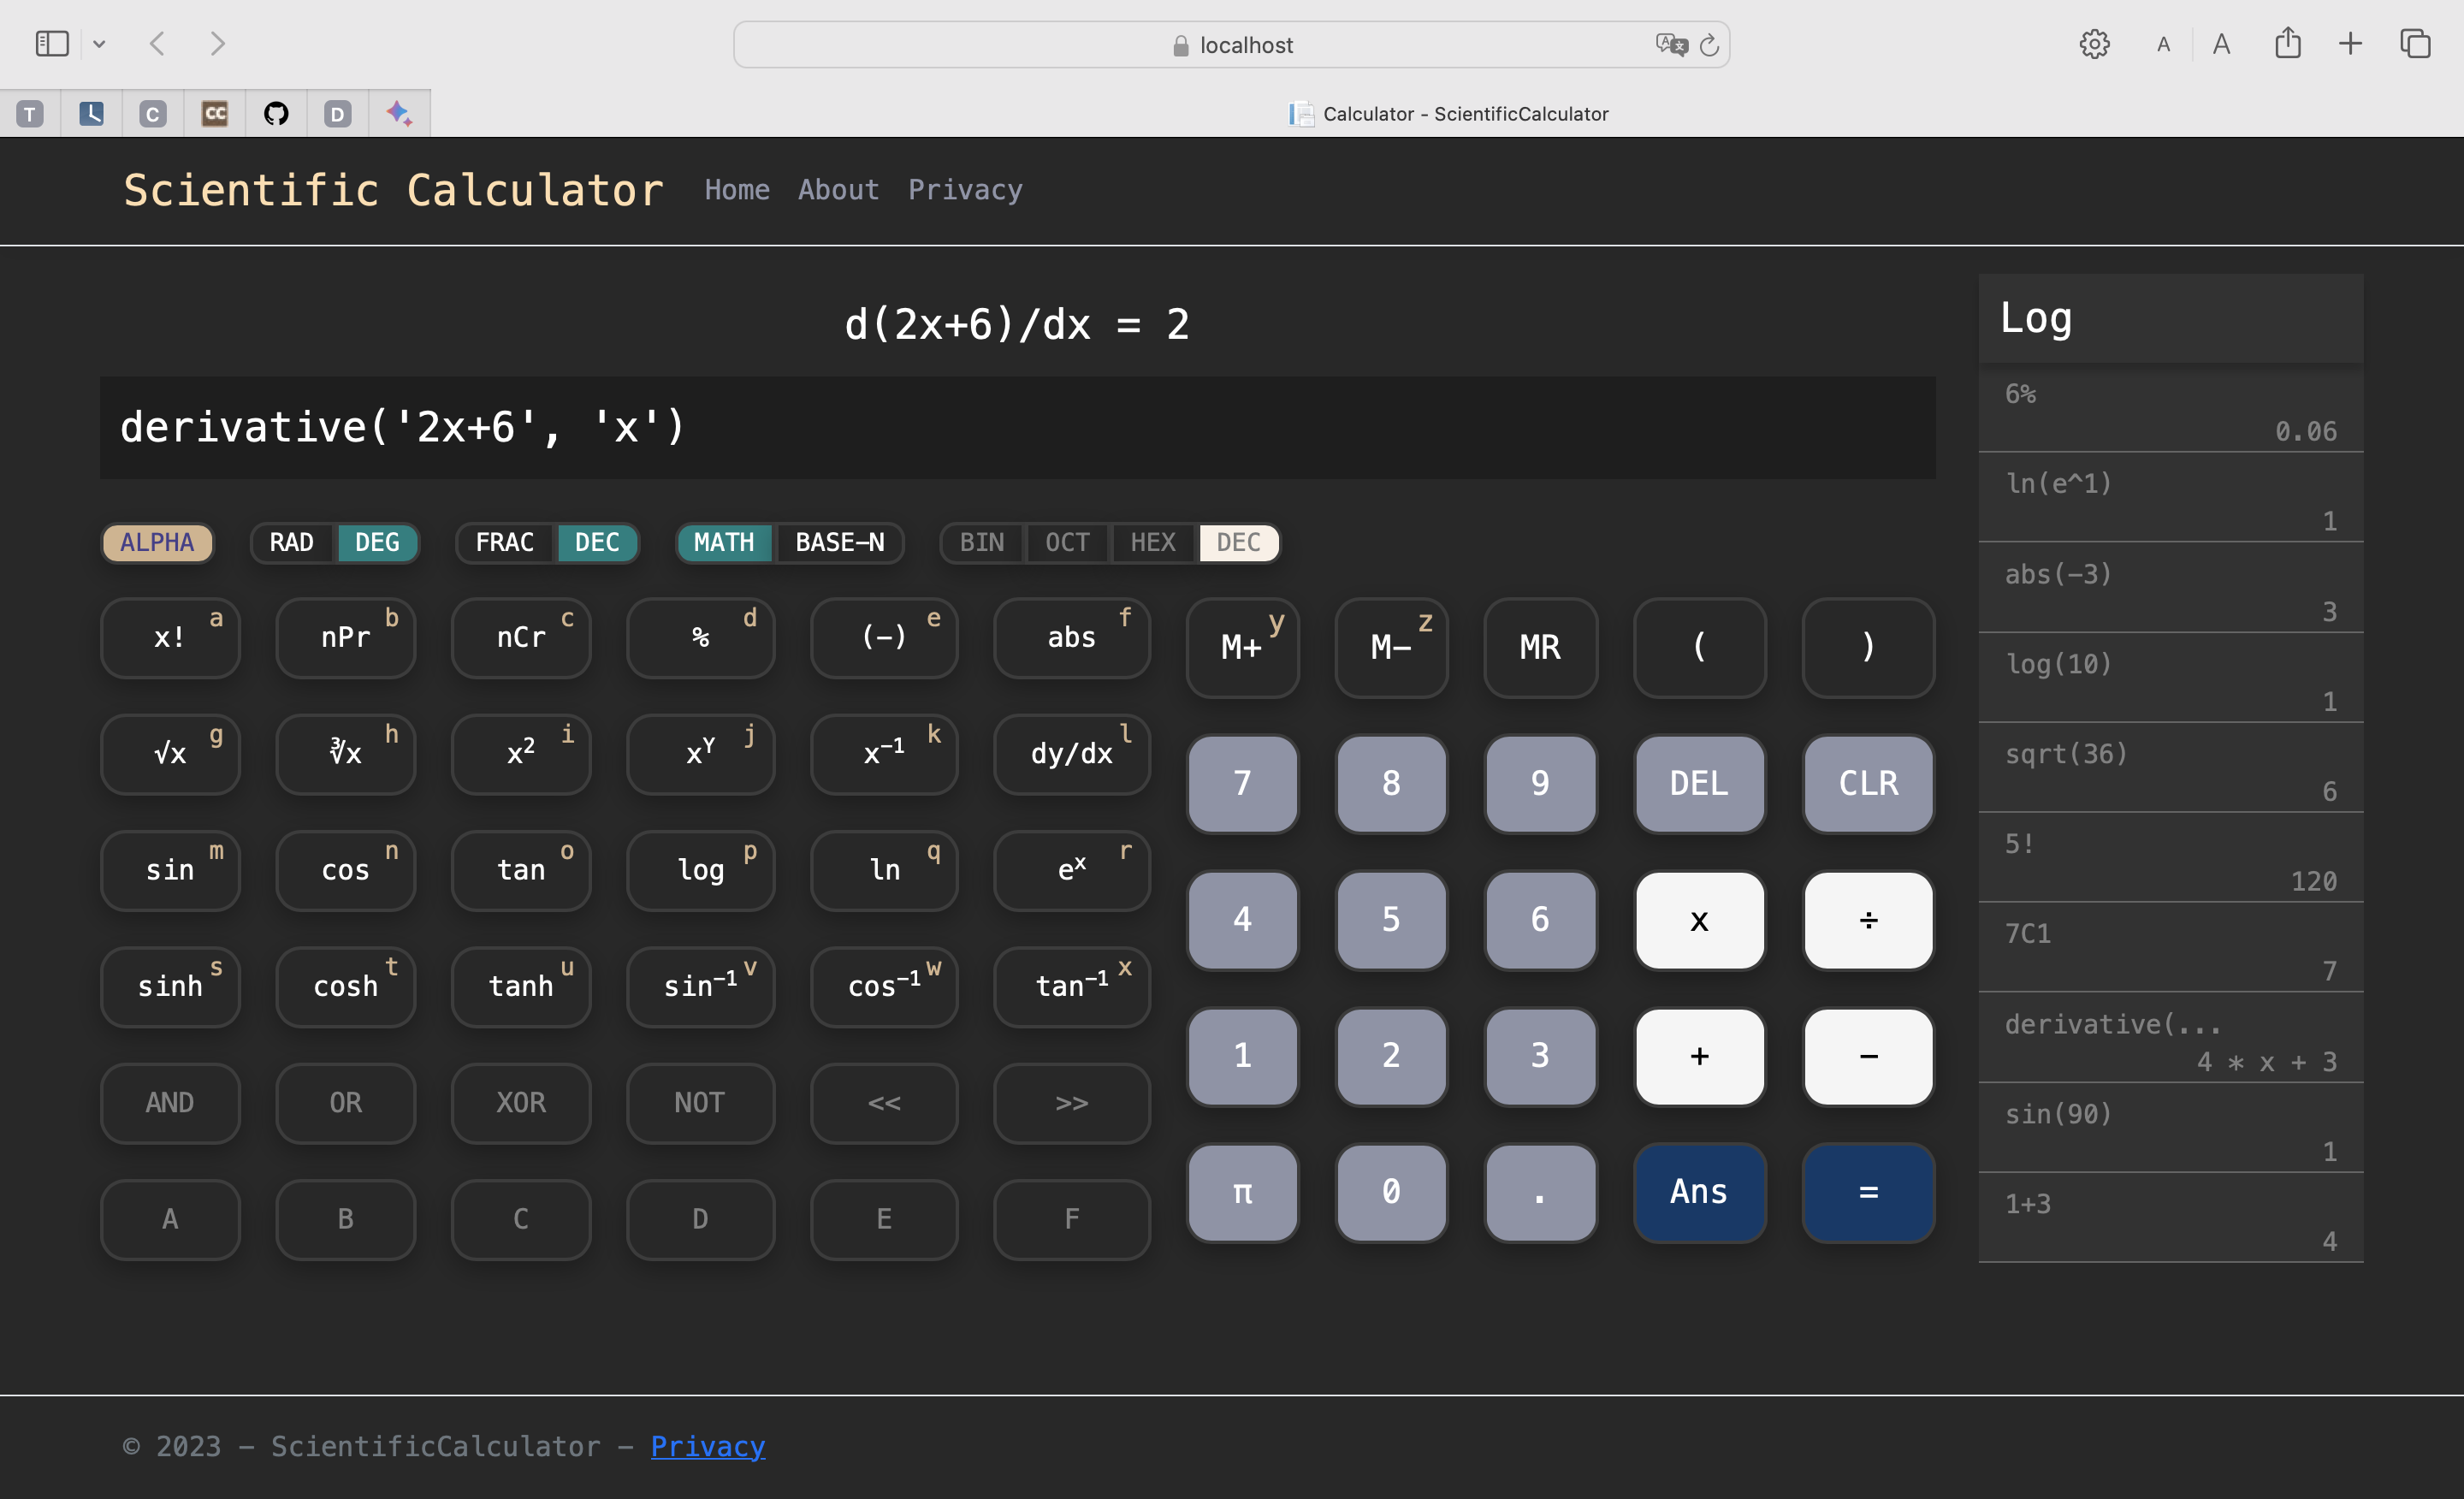 localhost
A A
T C CC D Calculator - ScientificCalculator
Scientific Calculator Home About Privacy
d(2x+6)/dx = 2
derivative('2x+6', 'x')
ALPHA RAD DEG FRAC DEC MATH BASE-N BIN OCT HEX DEC
x! a nPr b nCr c % d (-) e abs f
√x g ∛x h x² i xʸ j x⁻¹ k dy/dx l
sin m cos n tan o log p ln q eˣ r
sinh s cosh t tanh u sin⁻¹ v cos⁻¹ w tan⁻¹ x
AND OR XOR NOT << >>
A B C D E F
M+ y M- z MR ( )
7 8 9 DEL CLR
4 5 6 x ÷
1 2 3 + -
π 0 . Ans =
Log
6%
0.06
ln(e^1)
1
abs(-3)
3
log(10)
1
sqrt(36)
6
5!
120
7C1
7
derivative(...
4 * x + 3
sin(90)
1
1+3
4
© 2023 - ScientificCalculator - Privacy